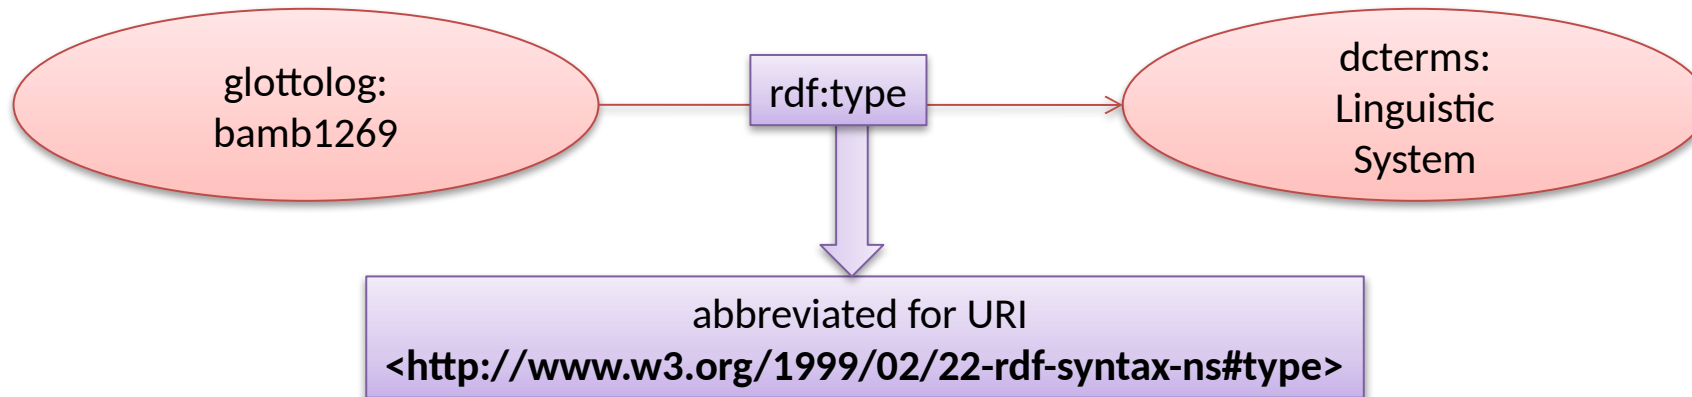 glottolog:
bamb1269
rdf:type
dcterms:
Linguistic
System
abbreviated for URI
<http://www.w3.org/1999/02/22-rdf-syntax-ns#type>